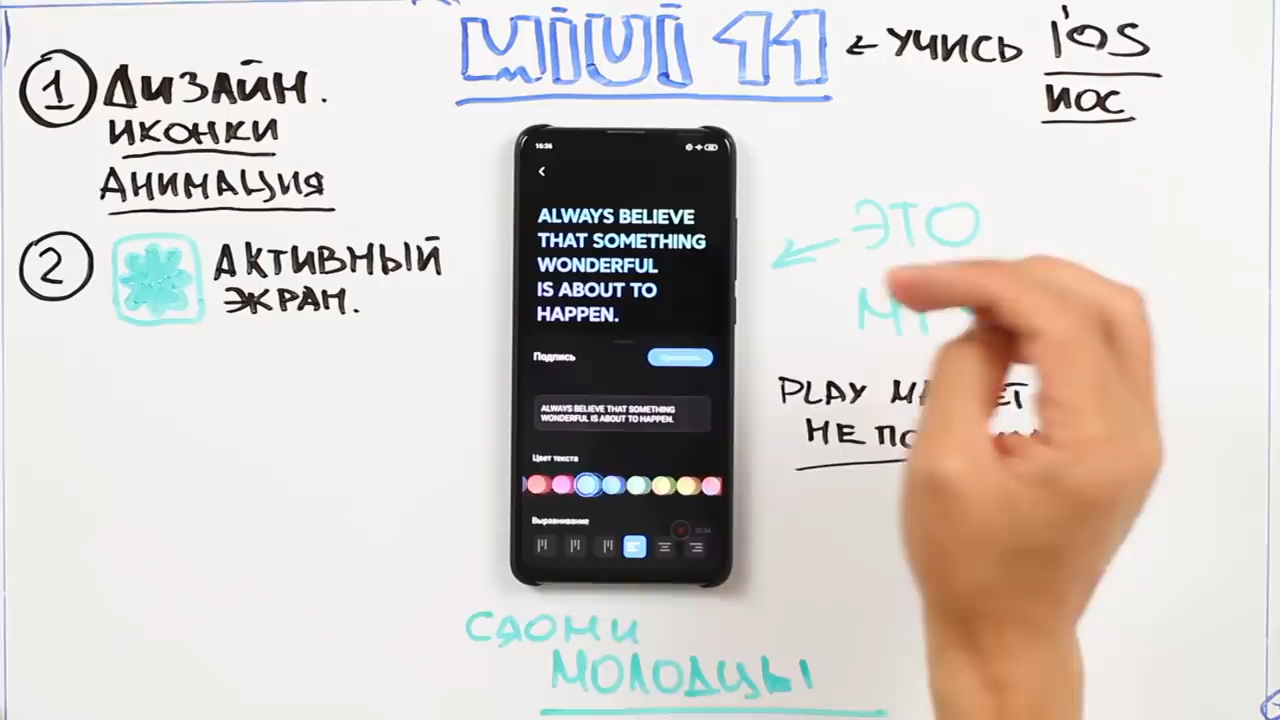 MIUI 11 ← УЧИСЬ iOS
ИОС
1 ДИЗАЙН.
ИКОНКИ
АНИМАЦИЯ
2 АКТИВНЫЙ
ЭКРАН.
16:36
ALWAYS BELIEVE
THAT SOMETHING
WONDERFUL
IS ABOUT TO
HAPPEN.
Подпись
ALWAYS BELIEVE THAT SOMETHING
WONDERFUL IS ABOUT TO HAPPEN.
Цвет текста
Выравнивание
ЭТО
PLAY
НЕ
СЯОМИ
МОЛОДЦЫ